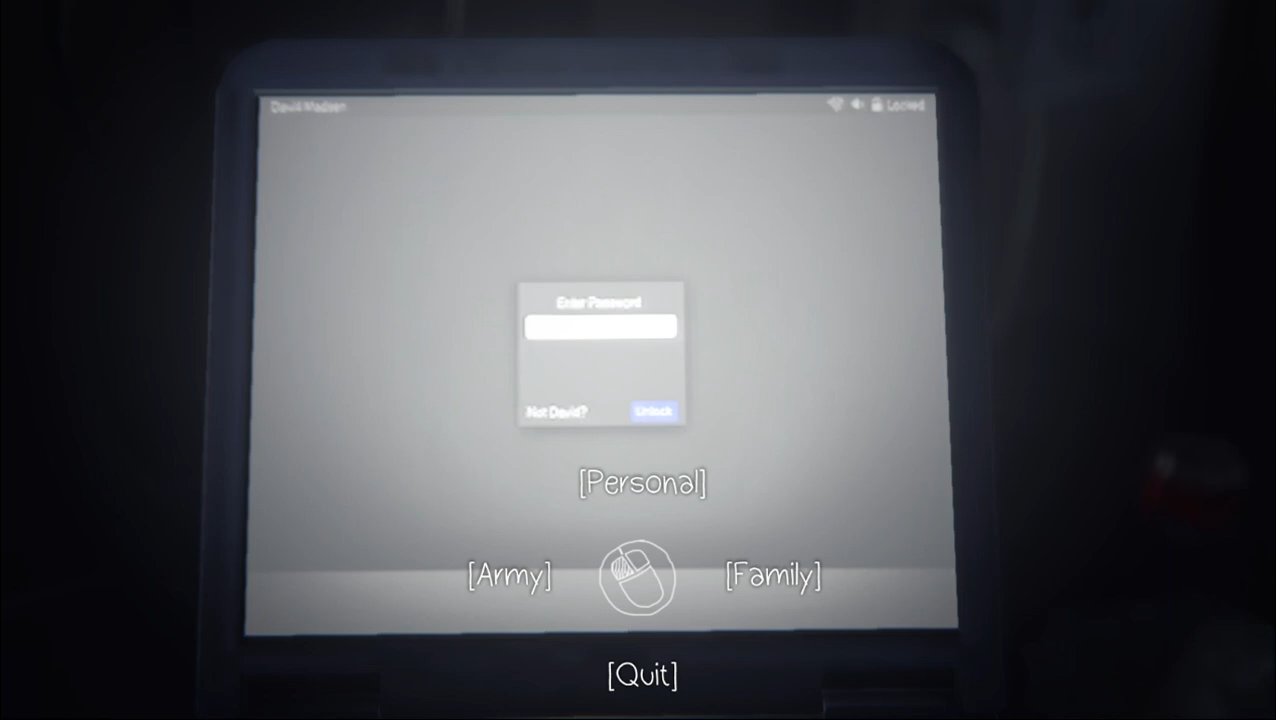 David Madsen
Locked
Enter Password
Not David?
Unlock
[Personal]
[Army]
[Family]
[Quit]